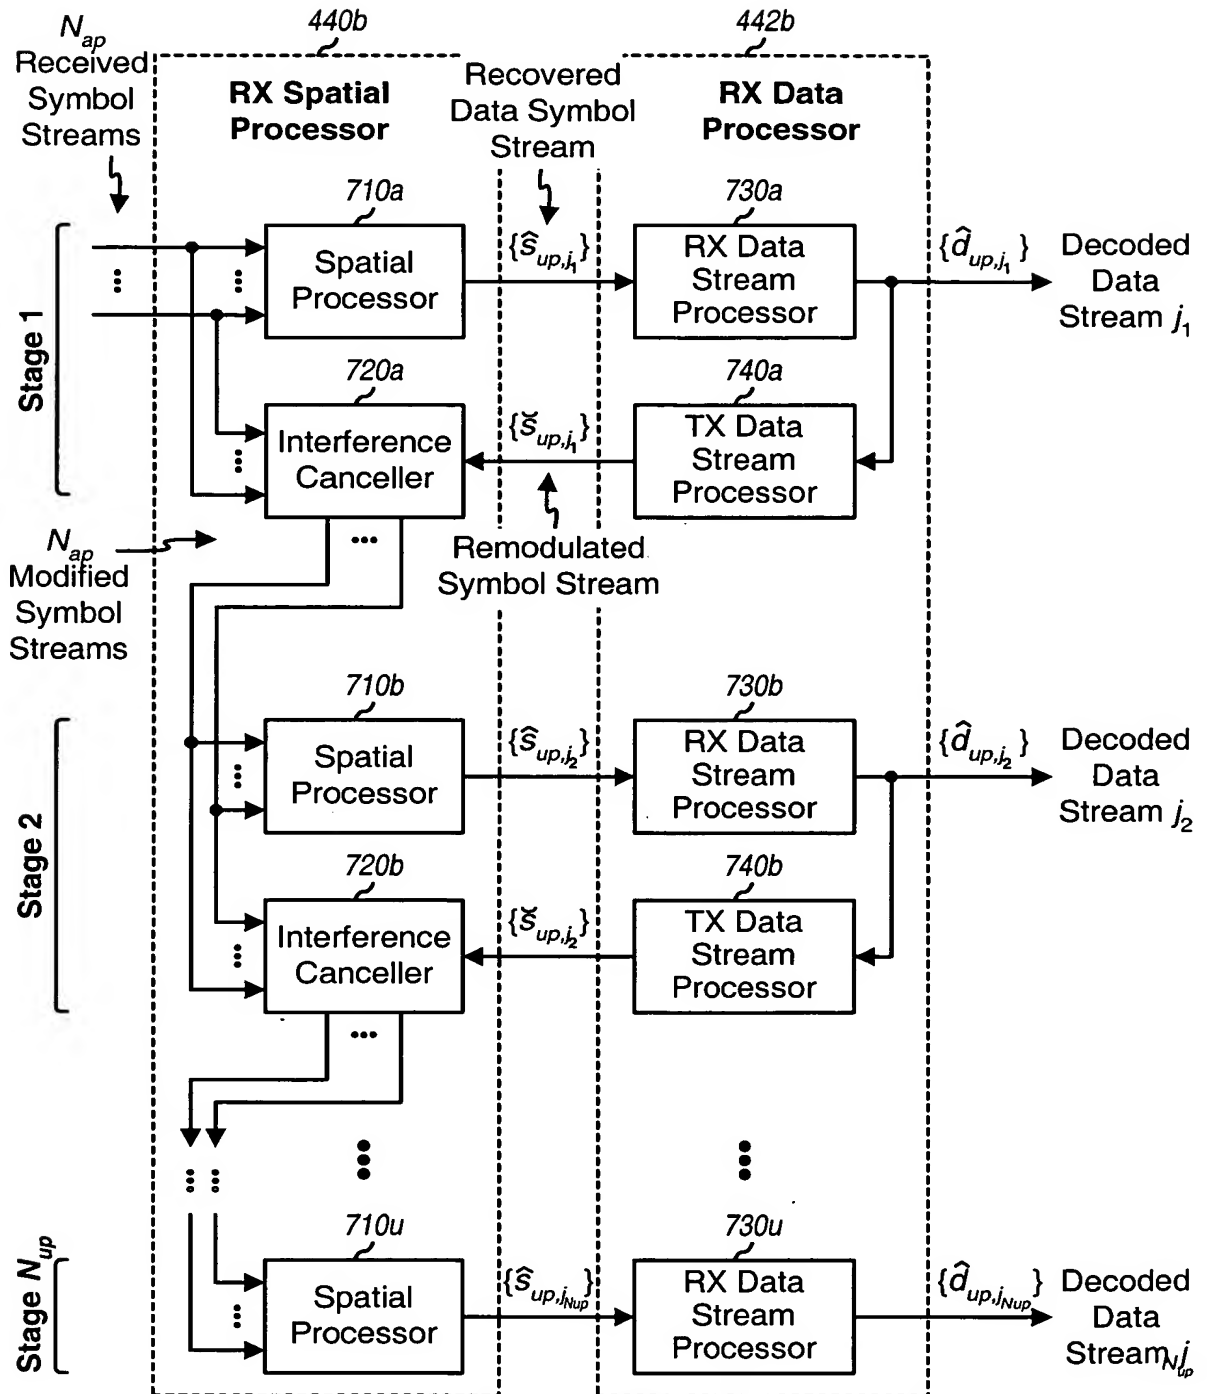 440b
442b
N_ap
Received
Symbol
Streams
RX Spatial
Processor
Recovered
Data Symbol
Stream
RX Data
Processor
Stage 1
710a
Spatial
Processor
{ŝ_up,j₁}
730a
RX Data
Stream
Processor
{d̂_up,j₁}
Decoded
Data
Stream j₁
720a
Interference
Canceller
{š_up,j₁}
740a
TX Data
Stream
Processor
N_ap
Modified
Symbol
Streams
Remodulated
Symbol Stream
Stage 2
710b
Spatial
Processor
{ŝ_up,j₂}
730b
RX Data
Stream
Processor
{d̂_up,j₂}
Decoded
Data
Stream j₂
720b
Interference
Canceller
{š_up,j₂}
740b
TX Data
Stream
Processor
Stage N_up
710u
Spatial
Processor
{ŝ_up,j_Nup}
730u
RX Data
Stream
Processor
{d̂_up,j_Nup}
Decoded
Data
Stream j_Nup